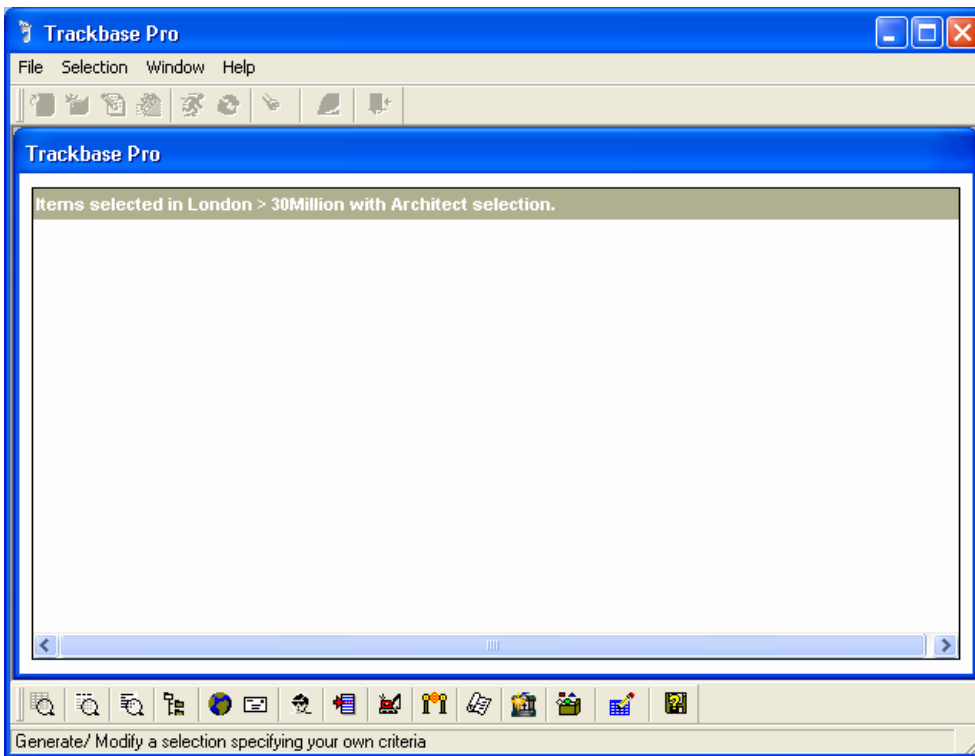 Trackbase Pro
File Selection Window Help
Trackbase Pro
Items selected in London > 30Million with Architect selection.
Generate/ Modify a selection specifying your own criteria